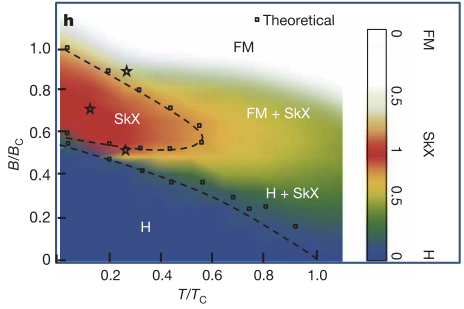 h
Theoretical
FM
SkX
FM + SkX
H + SkX
H
B/BC
1.0
0.8
0.6
0.4
0.2
0
0.2
0.4
0.6
0.8
1.0
T/TC
0
0.5
1
0.5
0
FM
SkX
H